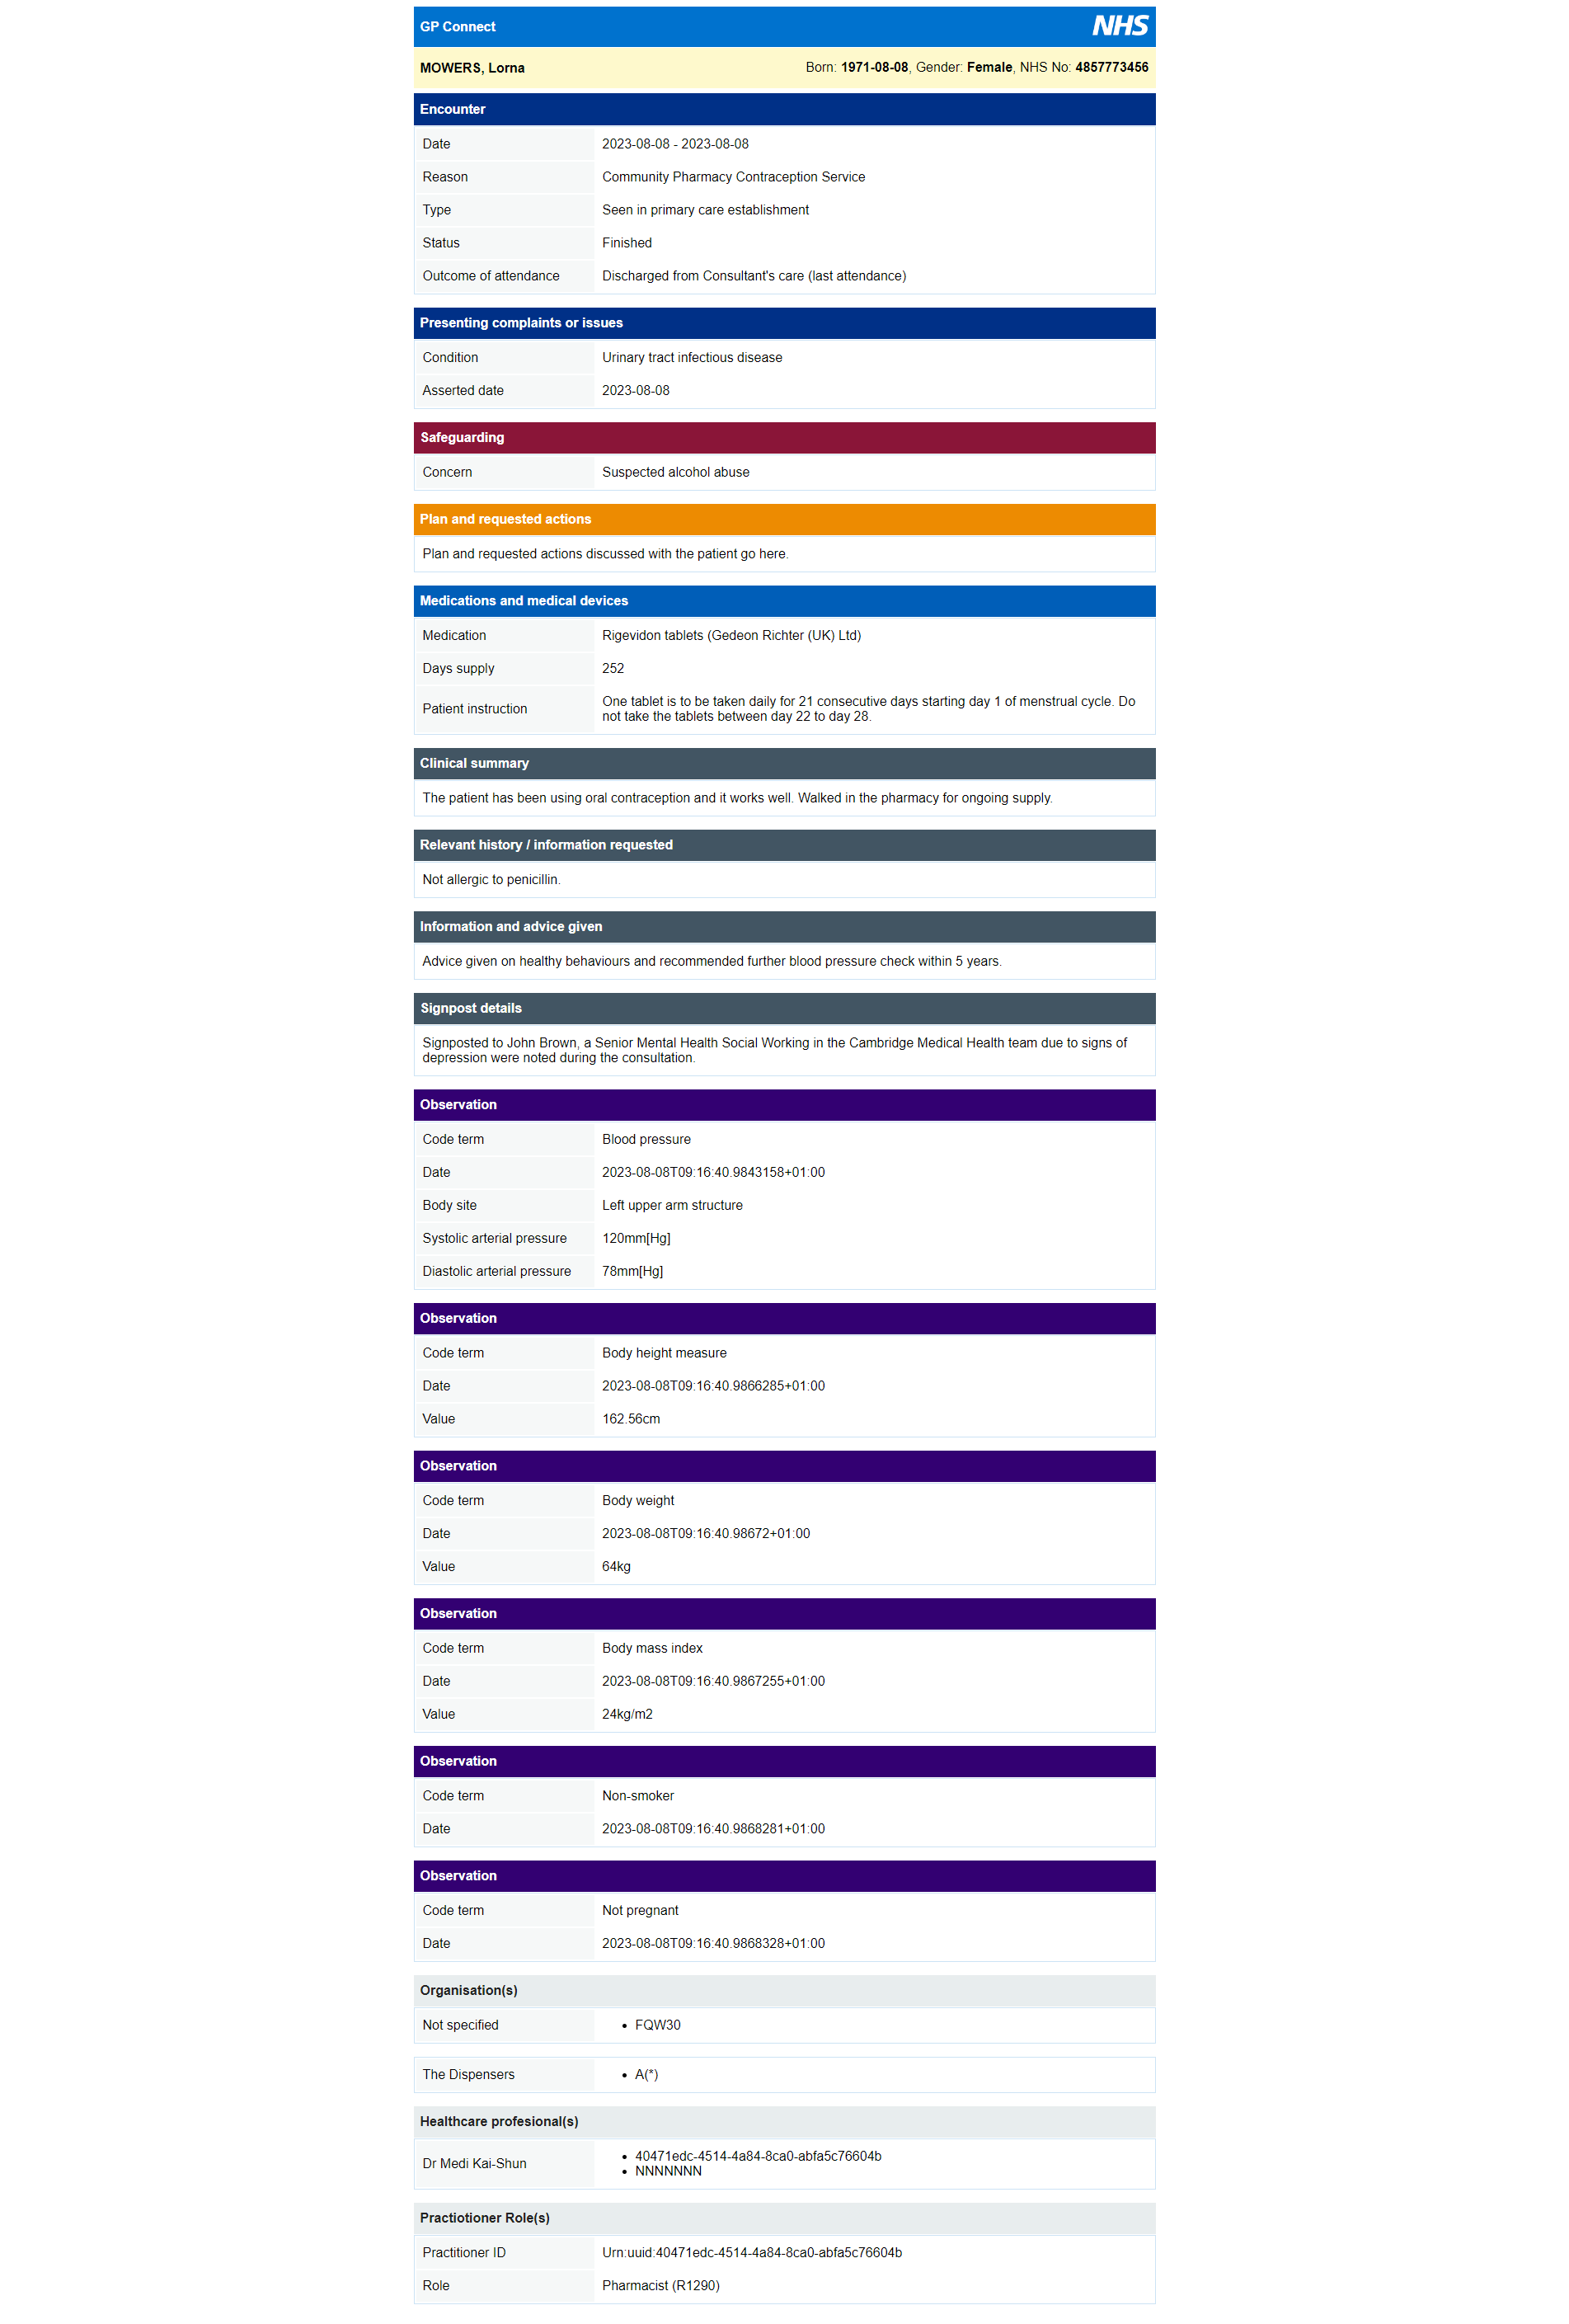 GP Connect NHS
MOWERS, Lorna Born: 1971-08-08, Gender: Female, NHS No: 4857773456
Encounter
Date 2023-08-08 - 2023-08-08
Reason Community Pharmacy Contraception Service
Type Seen in primary care establishment
Status Finished
Outcome of attendance Discharged from Consultant's care (last attendance)
Presenting complaints or issues
Condition Urinary tract infectious disease
Asserted date 2023-08-08
Safeguarding
Concern Suspected alcohol abuse
Plan and requested actions
Plan and requested actions discussed with the patient go here.
Medications and medical devices
Medication Rigevidon tablets (Gedeon Richter (UK) Ltd)
Days supply 252
Patient instruction One tablet is to be taken daily for 21 consecutive days starting day 1 of menstrual cycle. Do
not take the tablets between day 22 to day 28.
Clinical summary
The patient has been using oral contraception and it works well. Walked in the pharmacy for ongoing supply.
Relevant history / information requested
Not allergic to penicillin.
Information and advice given
Advice given on healthy behaviours and recommended further blood pressure check within 5 years.
Signpost details
Signposted to John Brown, a Senior Mental Health Social Working in the Cambridge Medical Health team due to signs of
depression were noted during the consultation.
Observation
Code term Blood pressure
Date 2023-08-08T09:16:40.9843158+01:00
Body site Left upper arm structure
Systolic arterial pressure 120mm[Hg]
Diastolic arterial pressure 78mm[Hg]
Observation
Code term Body height measure
Date 2023-08-08T09:16:40.9866285+01:00
Value 162.56cm
Observation
Code term Body weight
Date 2023-08-08T09:16:40.98672+01:00
Value 64kg
Observation
Code term Body mass index
Date 2023-08-08T09:16:40.9867255+01:00
Value 24kg/m2
Observation
Code term Non-smoker
Date 2023-08-08T09:16:40.9868281+01:00
Observation
Code term Not pregnant
Date 2023-08-08T09:16:40.9868328+01:00
Organisation(s)
Not specified • FQW30
The Dispensers • A(*)
Healthcare profesional(s)
Dr Medi Kai-Shun • 40471edc-4514-4a84-8ca0-abfa5c76604b
• NNNNNNN
Practiotioner Role(s)
Practitioner ID Urn:uuid:40471edc-4514-4a84-8ca0-abfa5c76604b
Role Pharmacist (R1290)